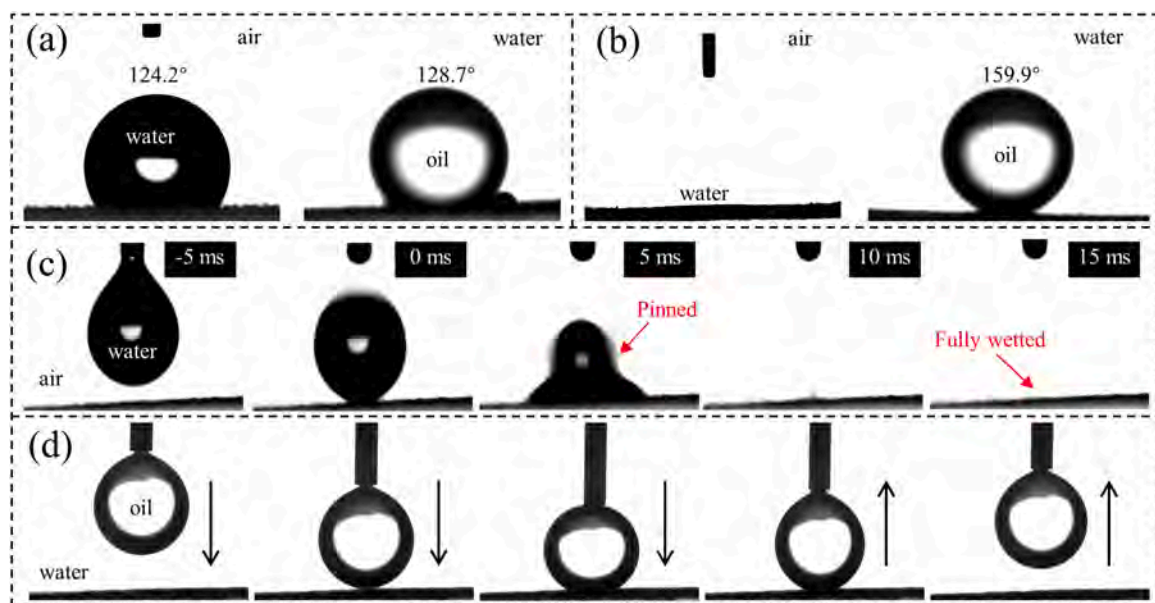 (a)
air
124.2°
water
water
128.7°
oil
(b)
air
water
water
159.9°
oil
(c)
-5 ms
water
air
0 ms
5 ms
Pinned
10 ms
15 ms
Fully wetted
(d)
oil
water